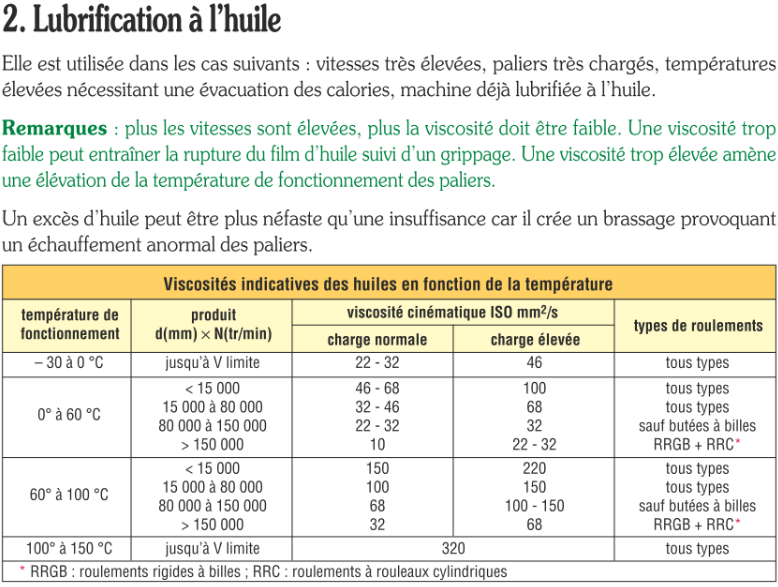 2. Lubrification à l'huile
Elle est utilisée dans les cas suivants : vitesses très élevées, paliers très chargés, températures
élevées nécessitant une évacuation des calories, machine déjà lubrifiée à l'huile.
Remarques : plus les vitesses sont élevées, plus la viscosité doit être faible. Une viscosité trop
faible peut entraîner la rupture du film d'huile suivi d'un grippage. Une viscosité trop élevée amène
une élévation de la température de fonctionnement des paliers.
Un excès d'huile peut être plus néfaste qu'une insuffisance car il crée un brassage provoquant
un échauffement anormal des paliers.
Viscosités indicatives des huiles en fonction de la température
température de fonctionnement | produit d(mm) × N(tr/min) | viscosité cinématique ISO mm²/s | types de roulements
charge normale | charge élevée
– 30 à 0 °C | jusqu'à V limite | 22 - 32 | 46 | tous types
0° à 60 °C
< 15 000 | 46 - 68 | 100 | tous types
15 000 à 80 000 | 32 - 46 | 68 | tous types
80 000 à 150 000 | 22 - 32 | 32 | sauf butées à billes
> 150 000 | 10 | 22 - 32 | RRGB + RRC*
60° à 100 °C
< 15 000 | 150 | 220 | tous types
15 000 à 80 000 | 100 | 150 | tous types
80 000 à 150 000 | 68 | 100 - 150 | sauf butées à billes
> 150 000 | 32 | 68 | RRGB + RRC*
100° à 150 °C | jusqu'à V limite | 320 | tous types
* RRGB : roulements rigides à billes ; RRC : roulements à rouleaux cylindriques